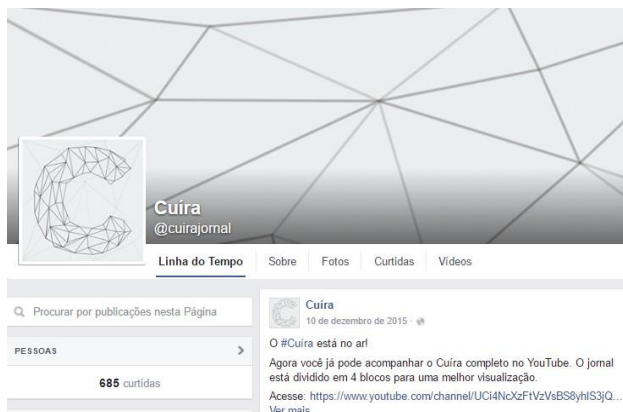 Cuíra
@cuirajornal
Linha do Tempo Sobre Fotos Curtidas Vídeos
Procurar por publicações nesta Página
PESSOAS
685 curtidas
Cuíra
10 de dezembro de 2015 ·
O #Cuíra está no ar!
Agora você já pode acompanhar o Cuíra completo no YouTube. O jornal
está dividido em 4 blocos para uma melhor visualização.
Acesse: https://www.youtube.com/channel/UCi4NcXzFtVzVsBS8yhIS3jQ...
Ver mais